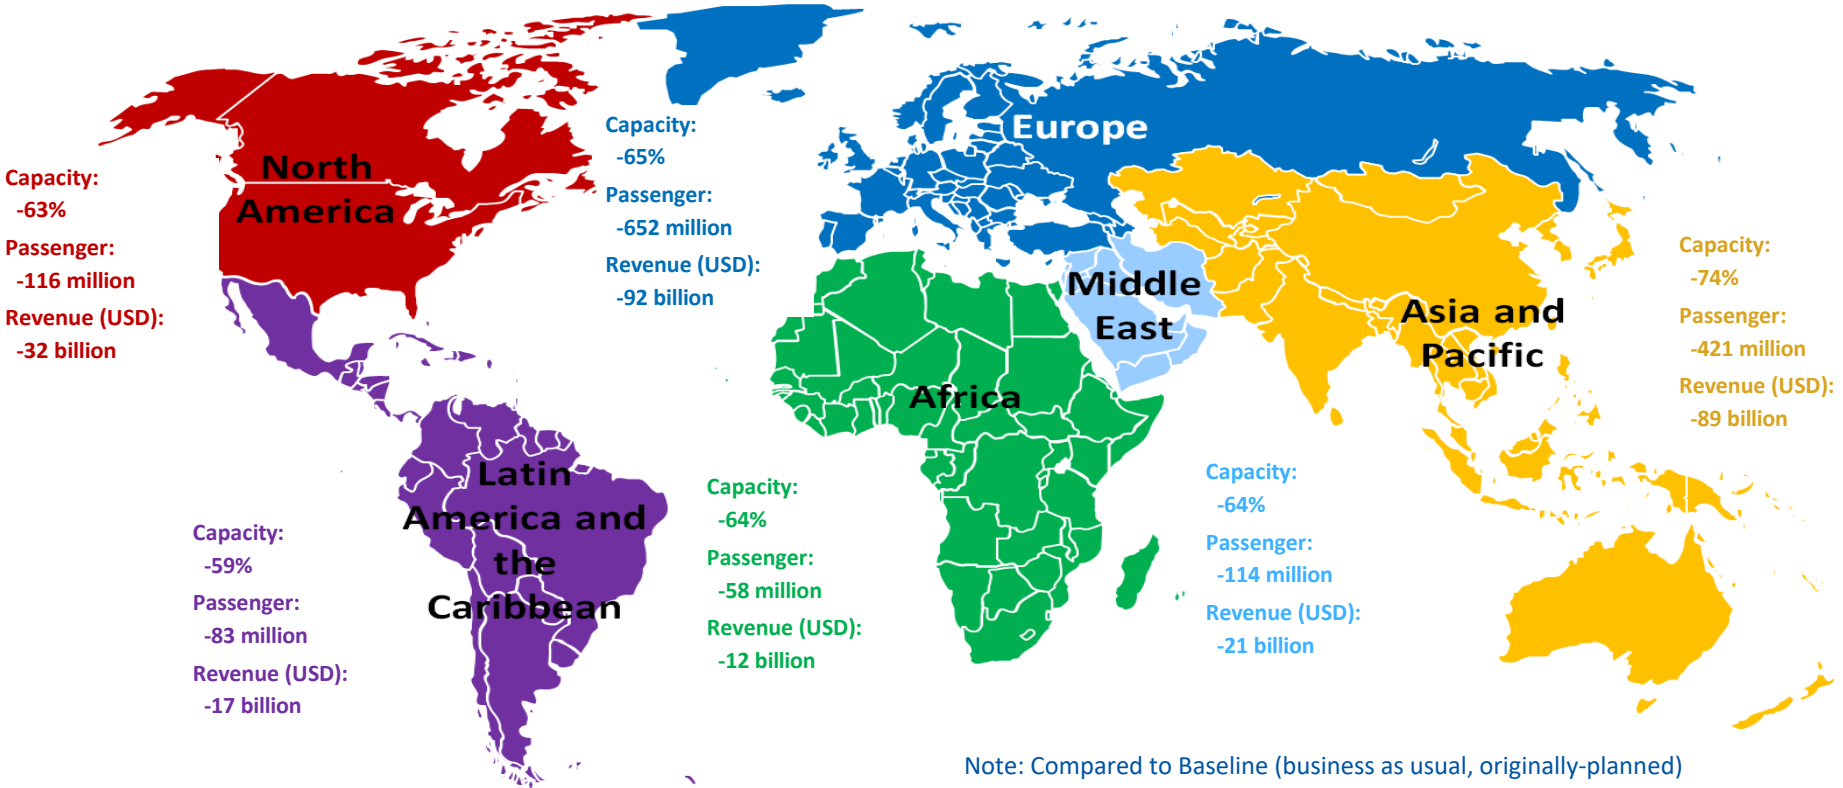 North
America
Capacity:
-63%
Passenger:
-116 million
Revenue (USD):
-32 billion
Capacity:
-65%
Passenger:
-652 million
Revenue (USD):
-92 billion
Europe
Middle
East
Asia and
Pacific
Capacity:
-74%
Passenger:
-421 million
Revenue (USD):
-89 billion
Africa
Latin
America and
the
Caribbean
Capacity:
-59%
Passenger:
-83 million
Revenue (USD):
-17 billion
Capacity:
-64%
Passenger:
-58 million
Revenue (USD):
-12 billion
Capacity:
-64%
Passenger:
-114 million
Revenue (USD):
-21 billion
Note: Compared to Baseline (business as usual, originally-planned)